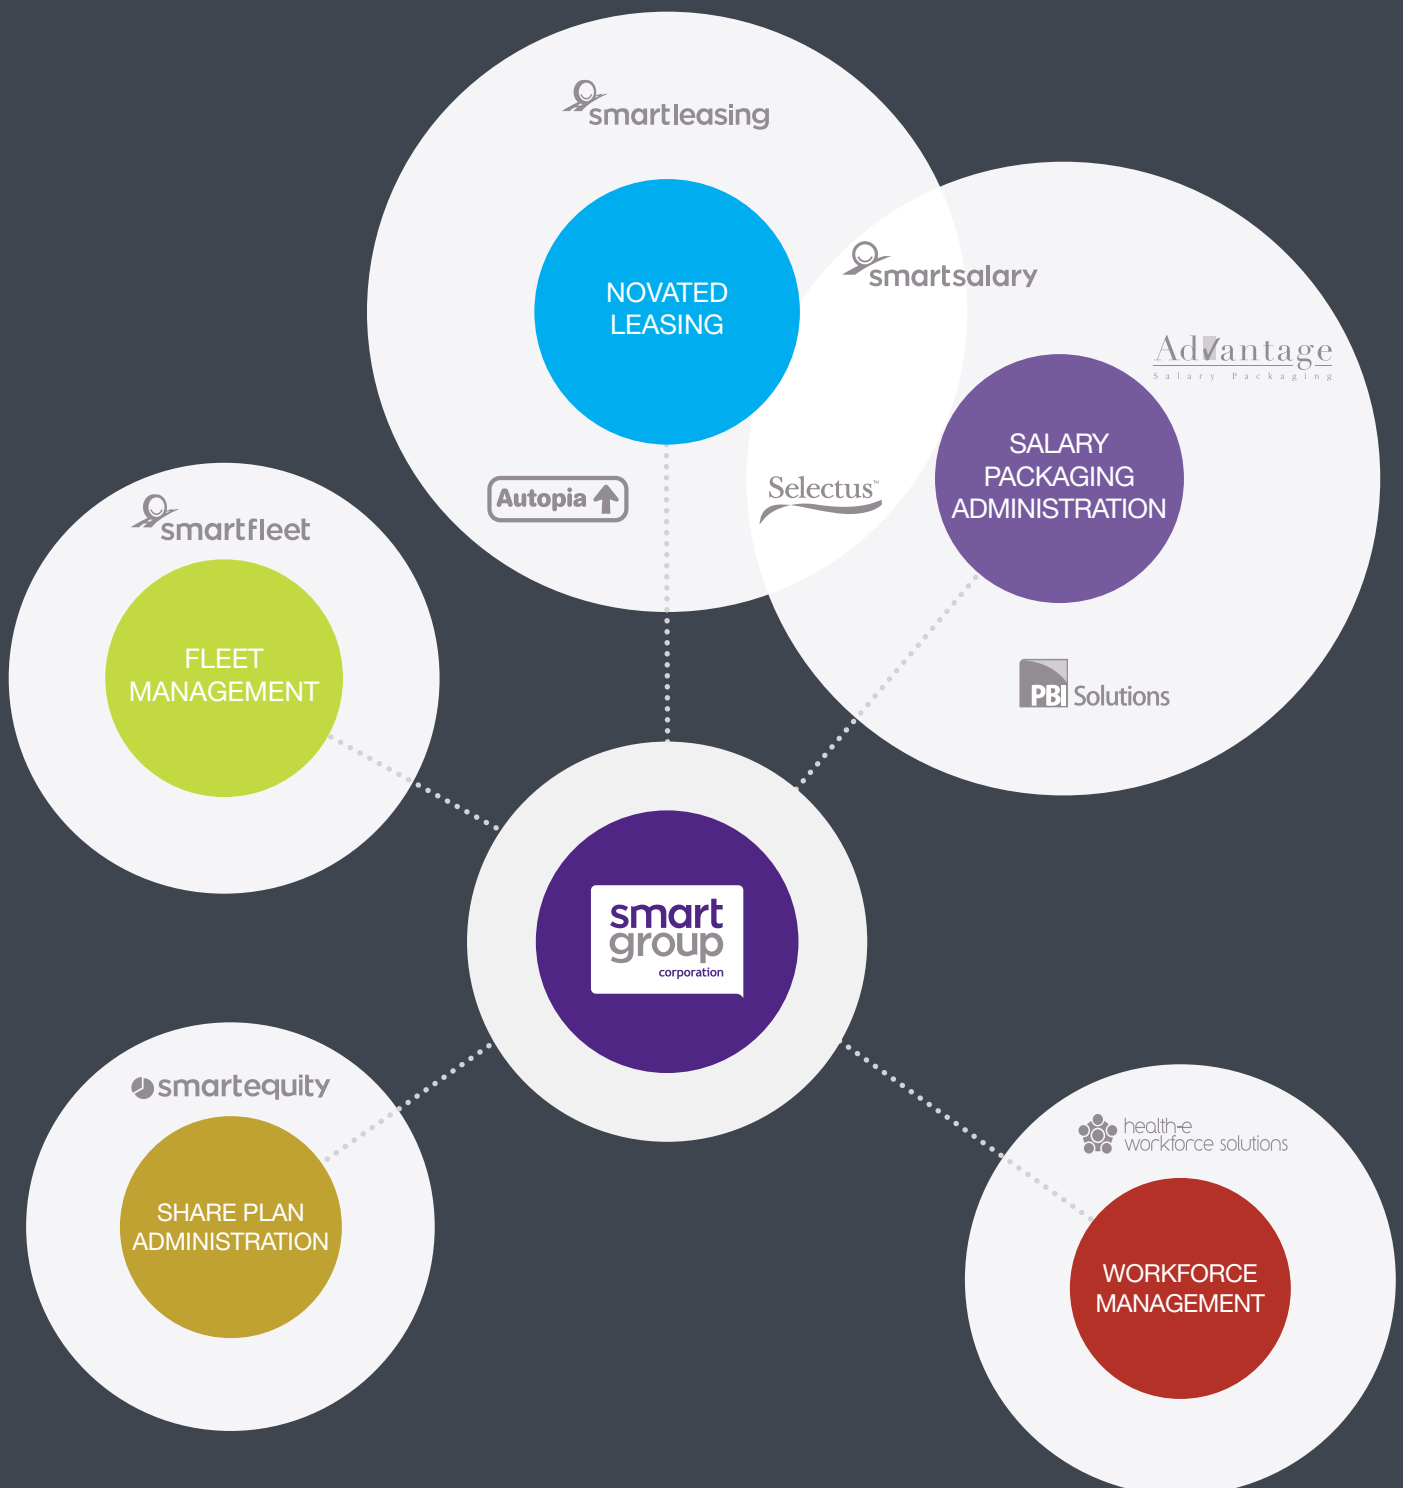 smartleasing
NOVATED
LEASING
smartsalary
Advantage
Salary Packaging
SALARY
PACKAGING
ADMINISTRATION
Autopia
Selectus™
smartfleet
FLEET
MANAGEMENT
PBI Solutions
smart
group
corporation
smartequity
SHARE PLAN
ADMINISTRATION
health-e
workforce solutions
WORKFORCE
MANAGEMENT